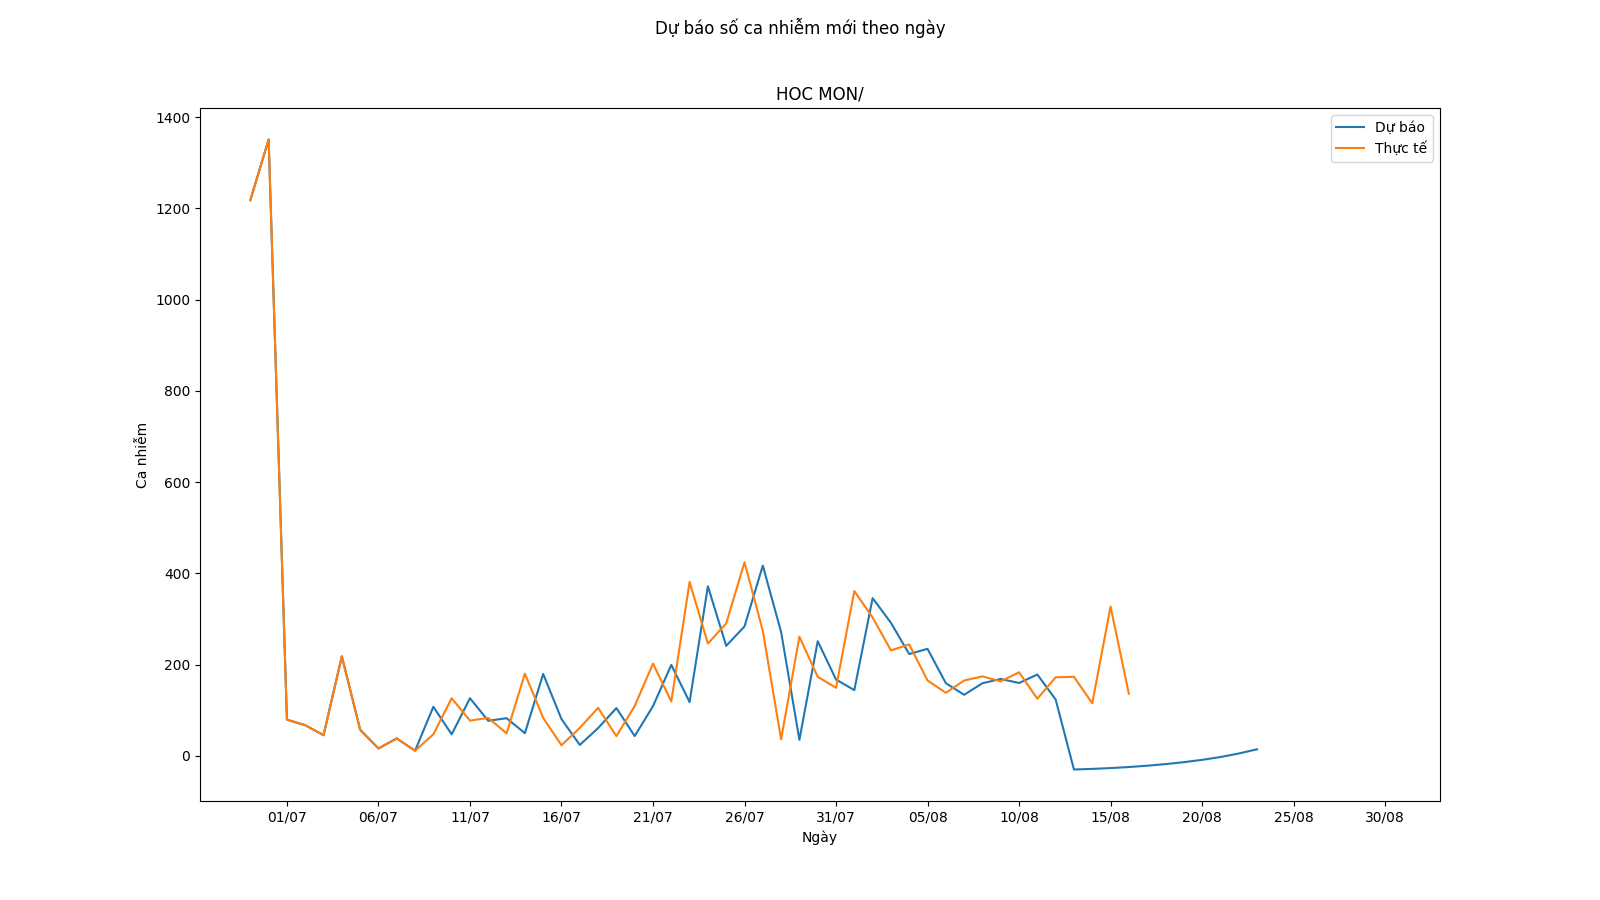 Dự báo số ca nhiễm mới theo ngày
HOC MON/
1400
1200
1000
800
600
400
200
0
Ca nhiễm
Dự báo
Thực tế
01/07 06/07 11/07 16/07 21/07 26/07 31/07 05/08 10/08 15/08 20/08 25/08 30/08
Ngày